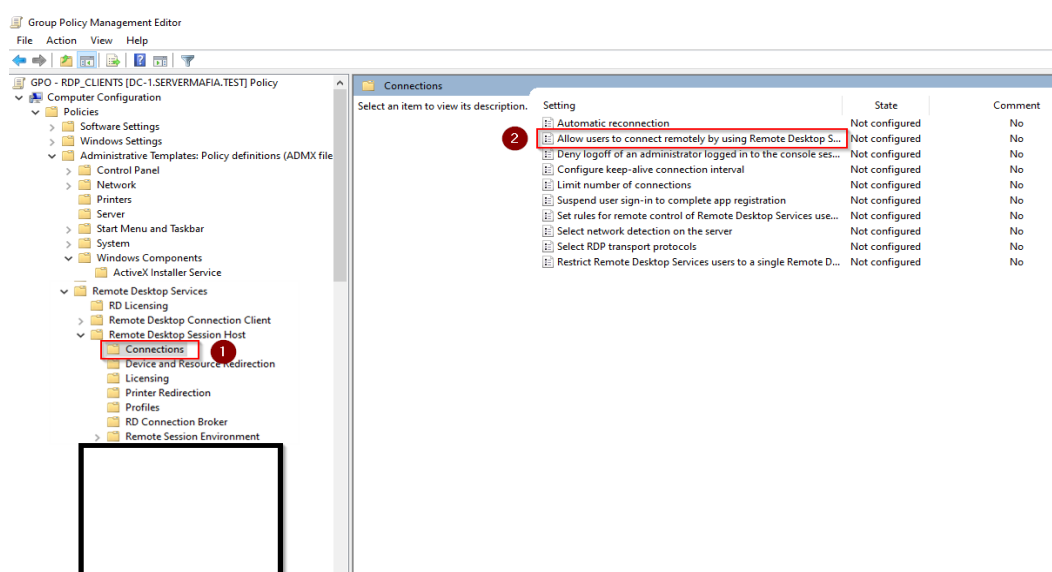 Group Policy Management Editor
File Action View Help
GPO - RDP_CLIENTS [DC-1.SERVERMAFIA.TEST] Policy
Computer Configuration
Policies
Software Settings
Windows Settings
Administrative Templates: Policy definitions (ADMX file
Control Panel
Network
Printers
Server
Start Menu and Taskbar
System
Windows Components
ActiveX Installer Service
Remote Desktop Services
RD Licensing
Remote Desktop Connection Client
Remote Desktop Session Host
Connections 1
Device and Resource Redirection
Licensing
Printer Redirection
Profiles
RD Connection Broker
Remote Session Environment
Connections
Select an item to view its description.
Setting State Comment
Automatic reconnection Not configured No
2 Allow users to connect remotely by using Remote Desktop S... Not configured No
Deny logoff of an administrator logged in to the console ses... Not configured No
Configure keep-alive connection interval Not configured No
Limit number of connections Not configured No
Suspend user sign-in to complete app registration Not configured No
Set rules for remote control of Remote Desktop Services use... Not configured No
Select network detection on the server Not configured No
Select RDP transport protocols Not configured No
Restrict Remote Desktop Services users to a single Remote D... Not configured No